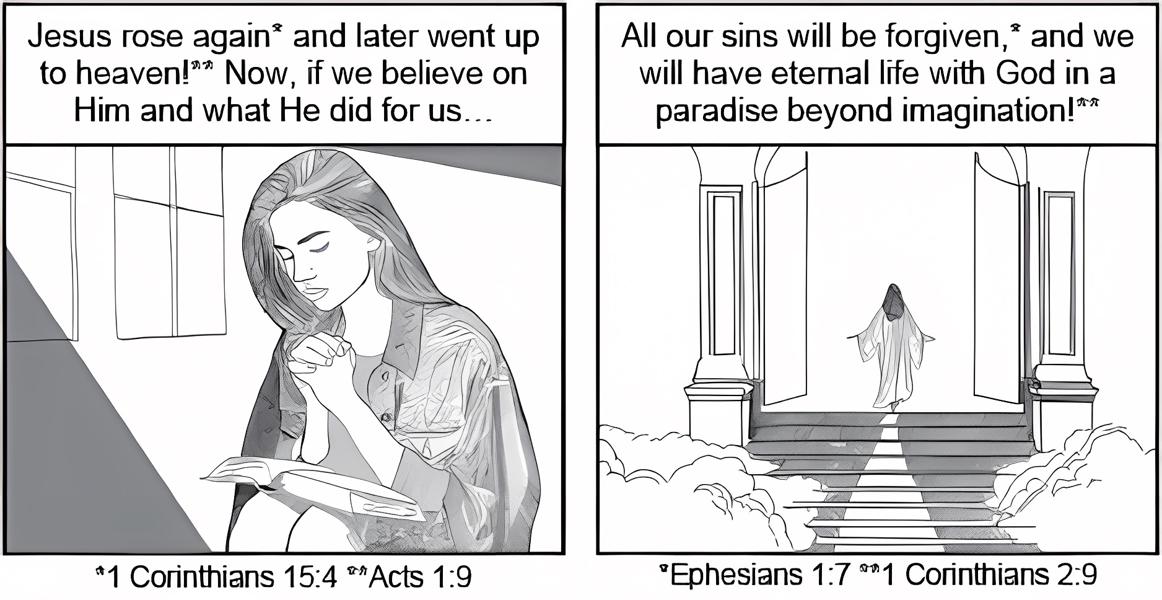 Jesus rose again* and later went up
to heaven!** Now, if we believe on
Him and what He did for us...
*1 Corinthians 15:4 **Acts 1:9
All our sins will be forgiven,* and we
will have eternal life with God in a
paradise beyond imagination!**
*Ephesians 1:7 **1 Corinthians 2:9